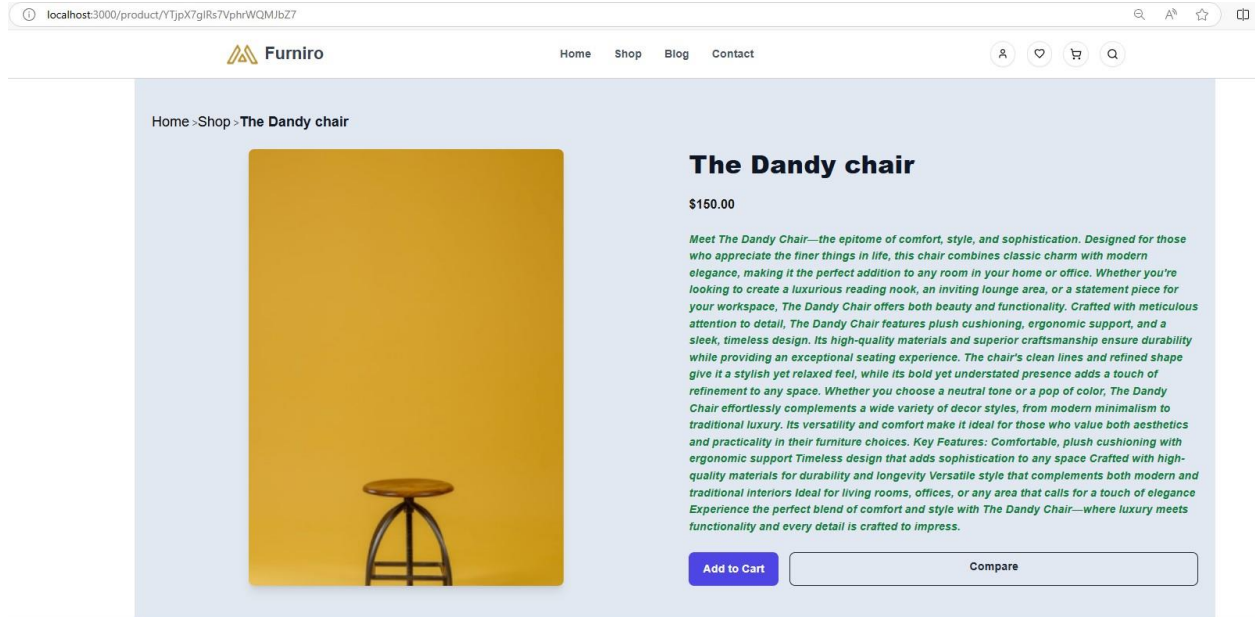 localhost:3000/product/YTjpX7gIRs7VphrWQMJbZ7
Furniro
Home Shop Blog Contact
Home >Shop >The Dandy chair
The Dandy chair
$150.00
Meet The Dandy Chair—the epitome of comfort, style, and sophistication. Designed for those
who appreciate the finer things in life, this chair combines classic charm with modern
elegance, making it the perfect addition to any room in your home or office. Whether you're
looking to create a luxurious reading nook, an inviting lounge area, or a statement piece for
your workspace, The Dandy Chair offers both beauty and functionality. Crafted with meticulous
attention to detail, The Dandy Chair features plush cushioning, ergonomic support, and a
sleek, timeless design. Its high-quality materials and superior craftsmanship ensure durability
while providing an exceptional seating experience. The chair's clean lines and refined shape
give it a stylish yet relaxed feel, while its bold yet understated presence adds a touch of
refinement to any space. Whether you choose a neutral tone or a pop of color, The Dandy
Chair effortlessly complements a wide variety of decor styles, from modern minimalism to
traditional luxury. Its versatility and comfort make it ideal for those who value both aesthetics
and practicality in their furniture choices. Key Features: Comfortable, plush cushioning with
ergonomic support Timeless design that adds sophistication to any space Crafted with high-
quality materials for durability and longevity Versatile style that complements both modern and
traditional interiors Ideal for living rooms, offices, or any area that calls for a touch of elegance
Experience the perfect blend of comfort and style with The Dandy Chair—where luxury meets
functionality and every detail is crafted to impress.
Add to Cart Compare